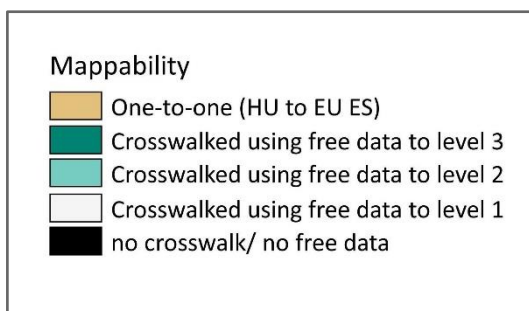 Mappability
One-to-one (HU to EU ES)
Crosswalked using free data to level 3
Crosswalked using free data to level 2
Crosswalked using free data to level 1
no crosswalk/ no free data